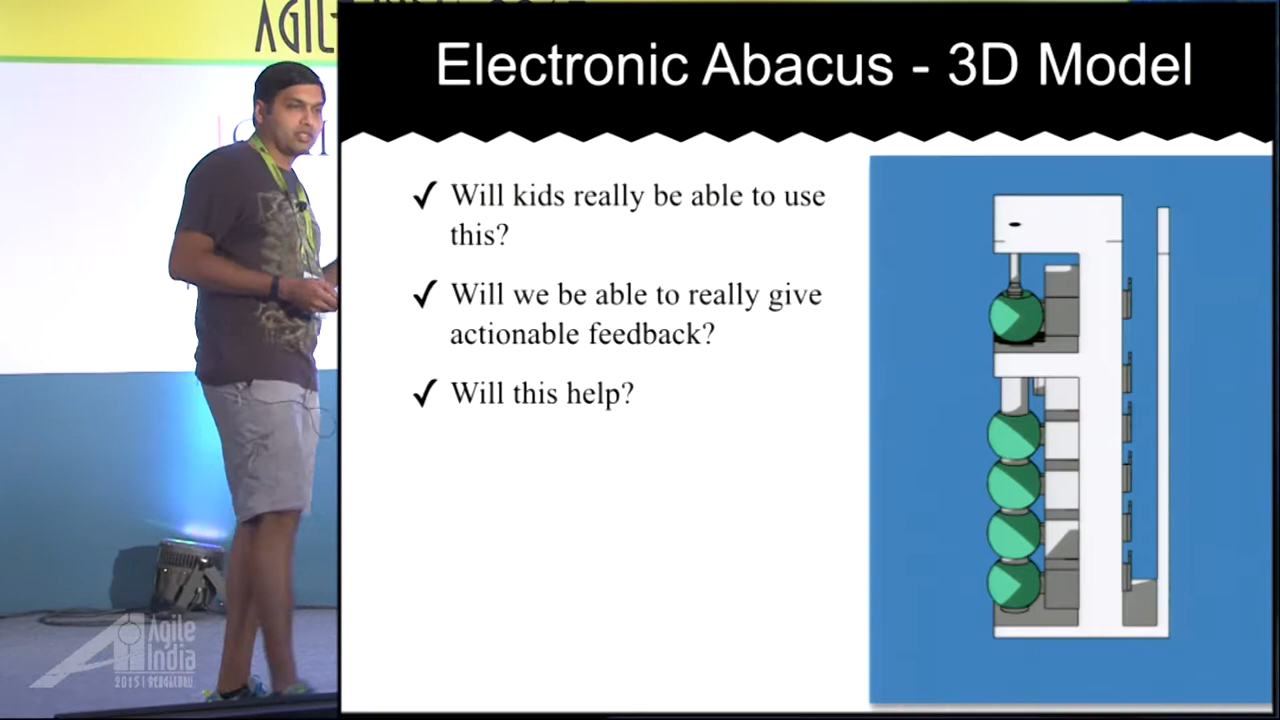 Electronic Abacus - 3D Model
✓ Will kids really be able to use
this?
✓ Will we be able to really give
actionable feedback?
✓ Will this help?
Agile
India
2015 | BENGALURU